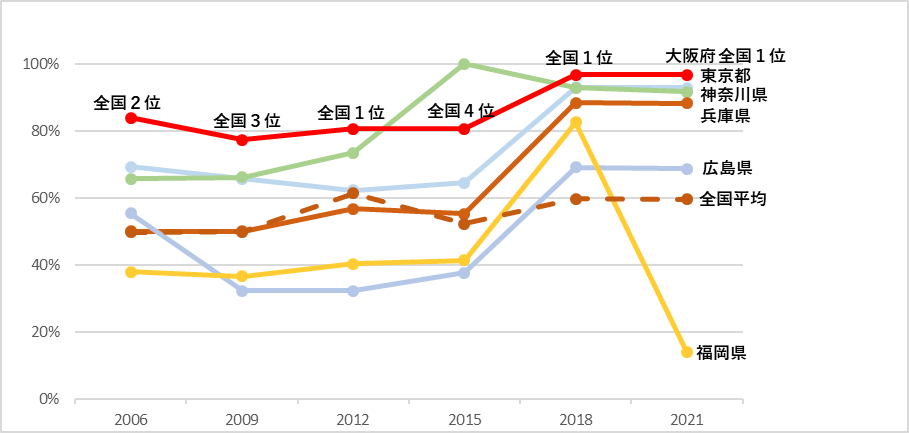 大阪府全国１位
全国１位
東京都
100%
神奈川県
全国２位
全国３位
全国１位
全国４位
兵庫県
80%
広島県
60%
全国平均
40%
20%
福岡県
0%
2006 2009 2012 2015 2018 2021